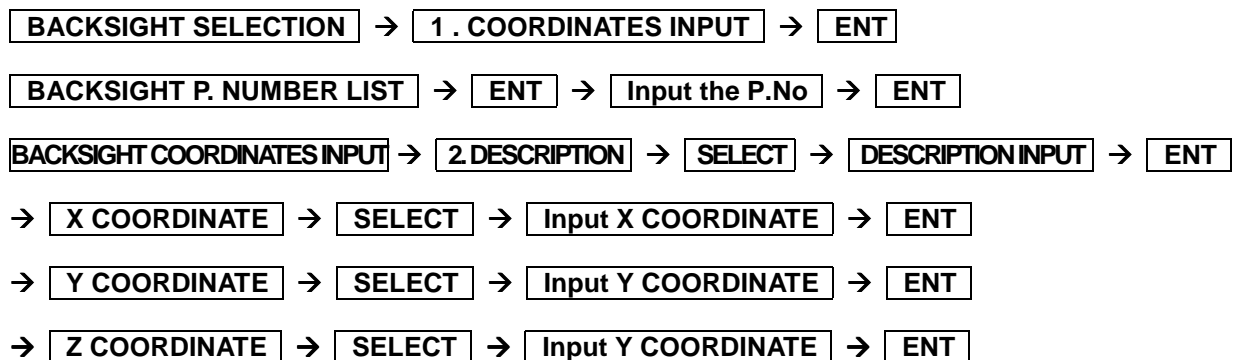 BACKSIGHT SELECTION → 1 . COORDINATES INPUT → ENT
BACKSIGHT P. NUMBER LIST → ENT → Input the P.No → ENT
BACKSIGHT COORDINATES INPUT → 2. DESCRIPTION → SELECT → DESCRIPTION INPUT → ENT
→ X COORDINATE → SELECT → Input X COORDINATE → ENT
→ Y COORDINATE → SELECT → Input Y COORDINATE → ENT
→ Z COORDINATE → SELECT → Input Y COORDINATE → ENT